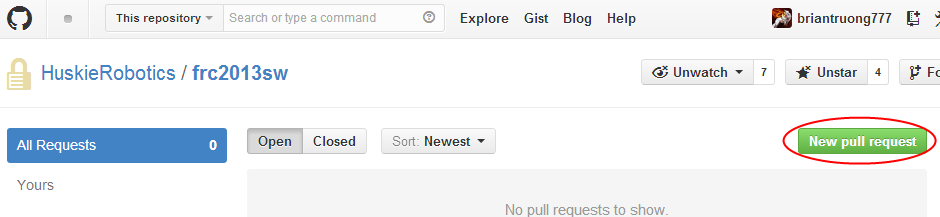 This repository Search or type a command Explore Gist Blog Help briantruong777
HuskieRobotics / frc2013sw Unwatch 7 Unstar 4 Fo
All Requests 0 Open Closed Sort: Newest New pull request
Yours
No pull requests to show.